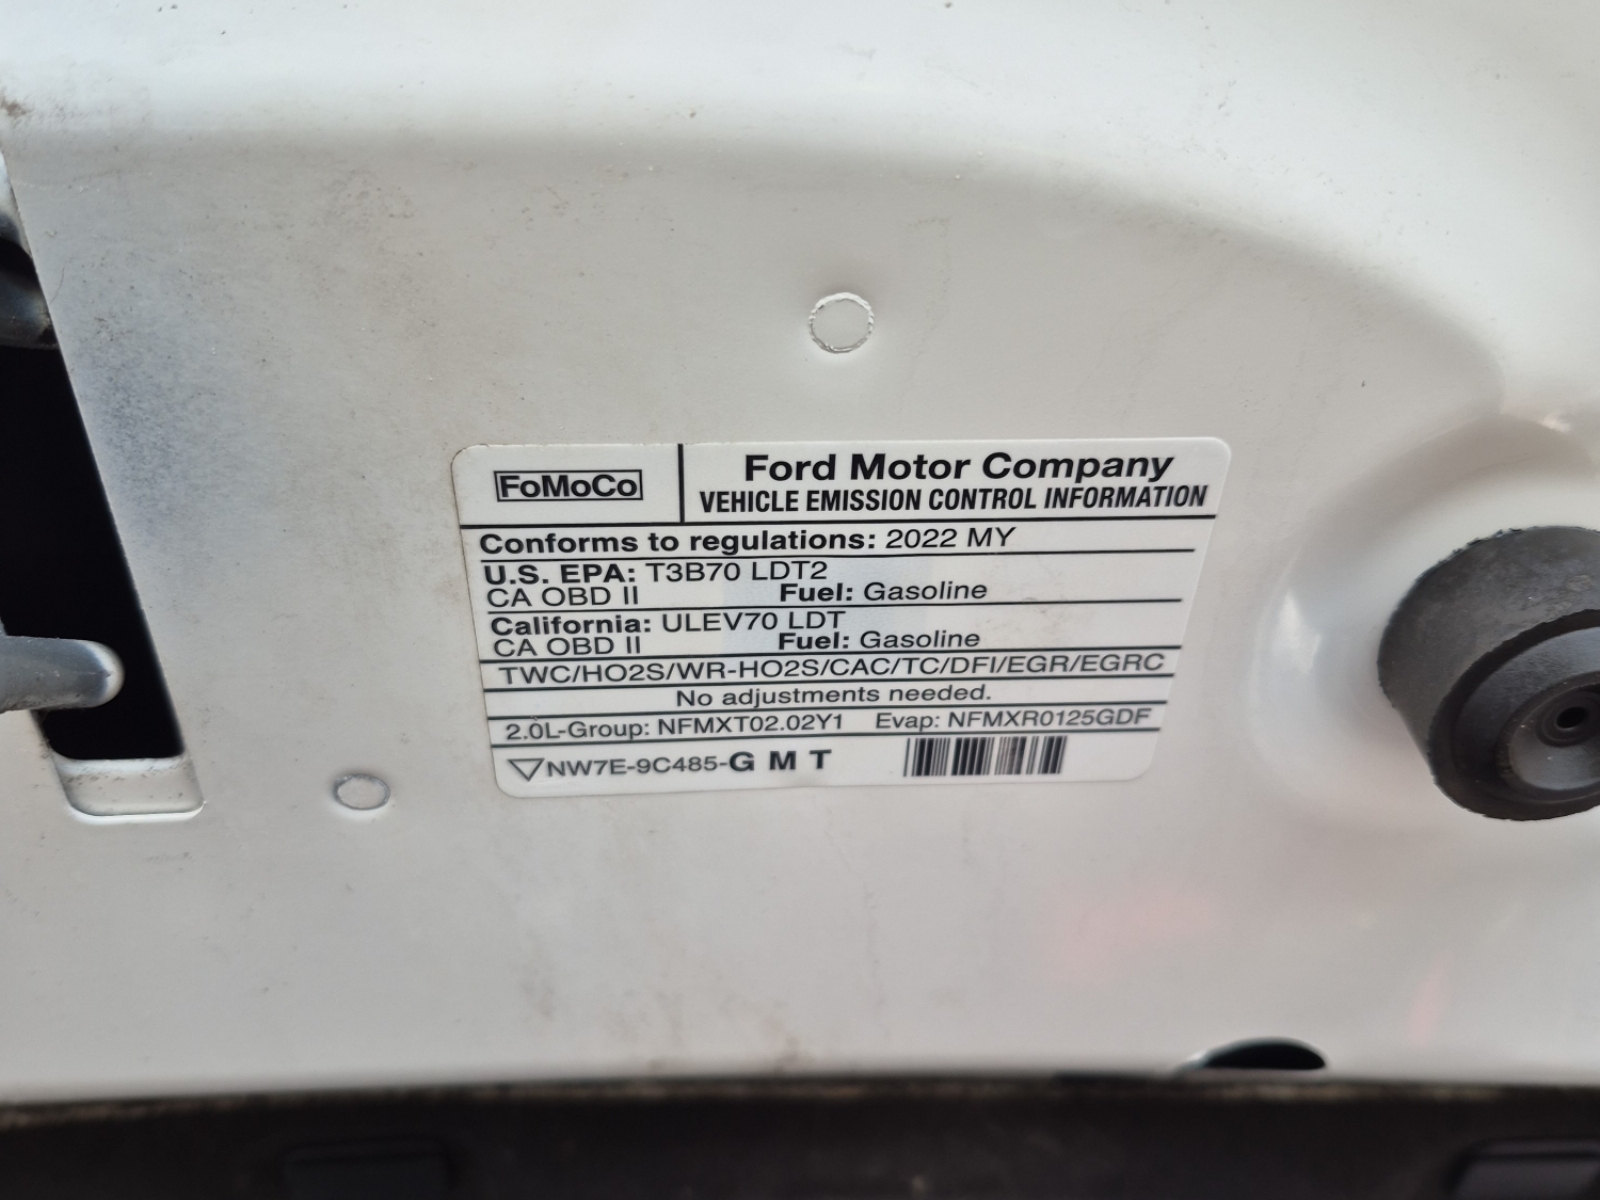 FoMoCo
Ford Motor Company
VEHICLE EMISSION CONTROL INFORMATION
Conforms to regulations: 2022 MY
U.S. EPA: T3B70 LDT2
CA OBD II Fuel: Gasoline
California: ULEV70 LDT
CA OBD II Fuel: Gasoline
TWC/HO2S/WR-HO2S/CAC/TC/DFI/EGR/EGRC
No adjustments needed.
2.0L-Group: NFMXT02.02Y1 Evap: NFMXR0125GDF
NW7E-9C485-G M T